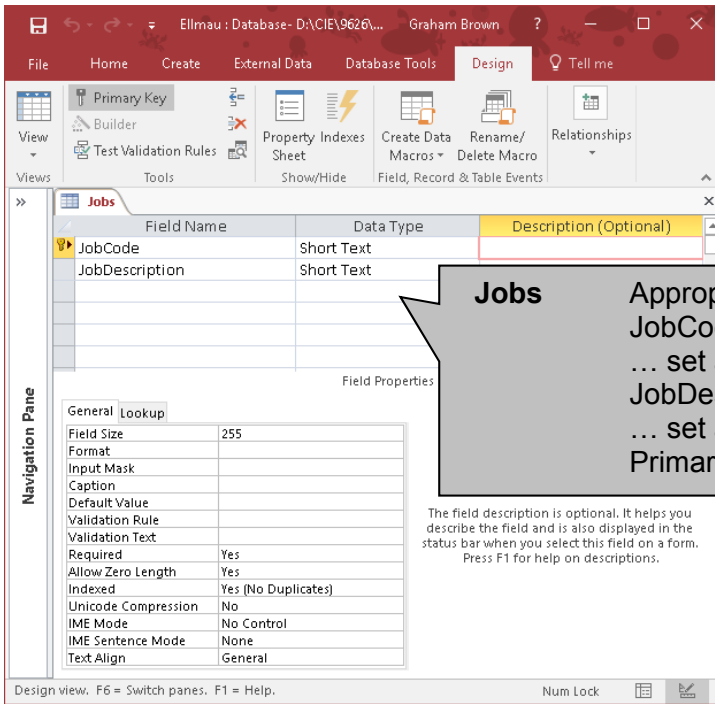 Ellmau : Database- D:\CIE\9626\... Graham Brown ?
File Home Create External Data Database Tools Design Tell me
View
Primary Key
Builder
Test Validation Rules
Property Sheet
Indexes
Create Data Macros
Rename/ Delete Macro
Relationships
Views Tools Show/Hide Field, Record & Table Events
»
Jobs
Field Name Data Type Description (Optional)
JobCode Short Text
JobDescription Short Text
Jobs
… set
… set
Field Properties
Navigation Pane
General Lookup
Field Size 255
Format
Input Mask
Caption
Default Value
Validation Rule
Validation Text
Required Yes
Allow Zero Length Yes
Indexed Yes (No Duplicates)
Unicode Compression No
IME Mode No Control
IME Sentence Mode None
Text Align General
The field description is optional. It helps you
describe the field and is also displayed in the
status bar when you select this field on a form.
Press F1 for help on descriptions.
Design view. F6 = Switch panes. F1 = Help. Num Lock